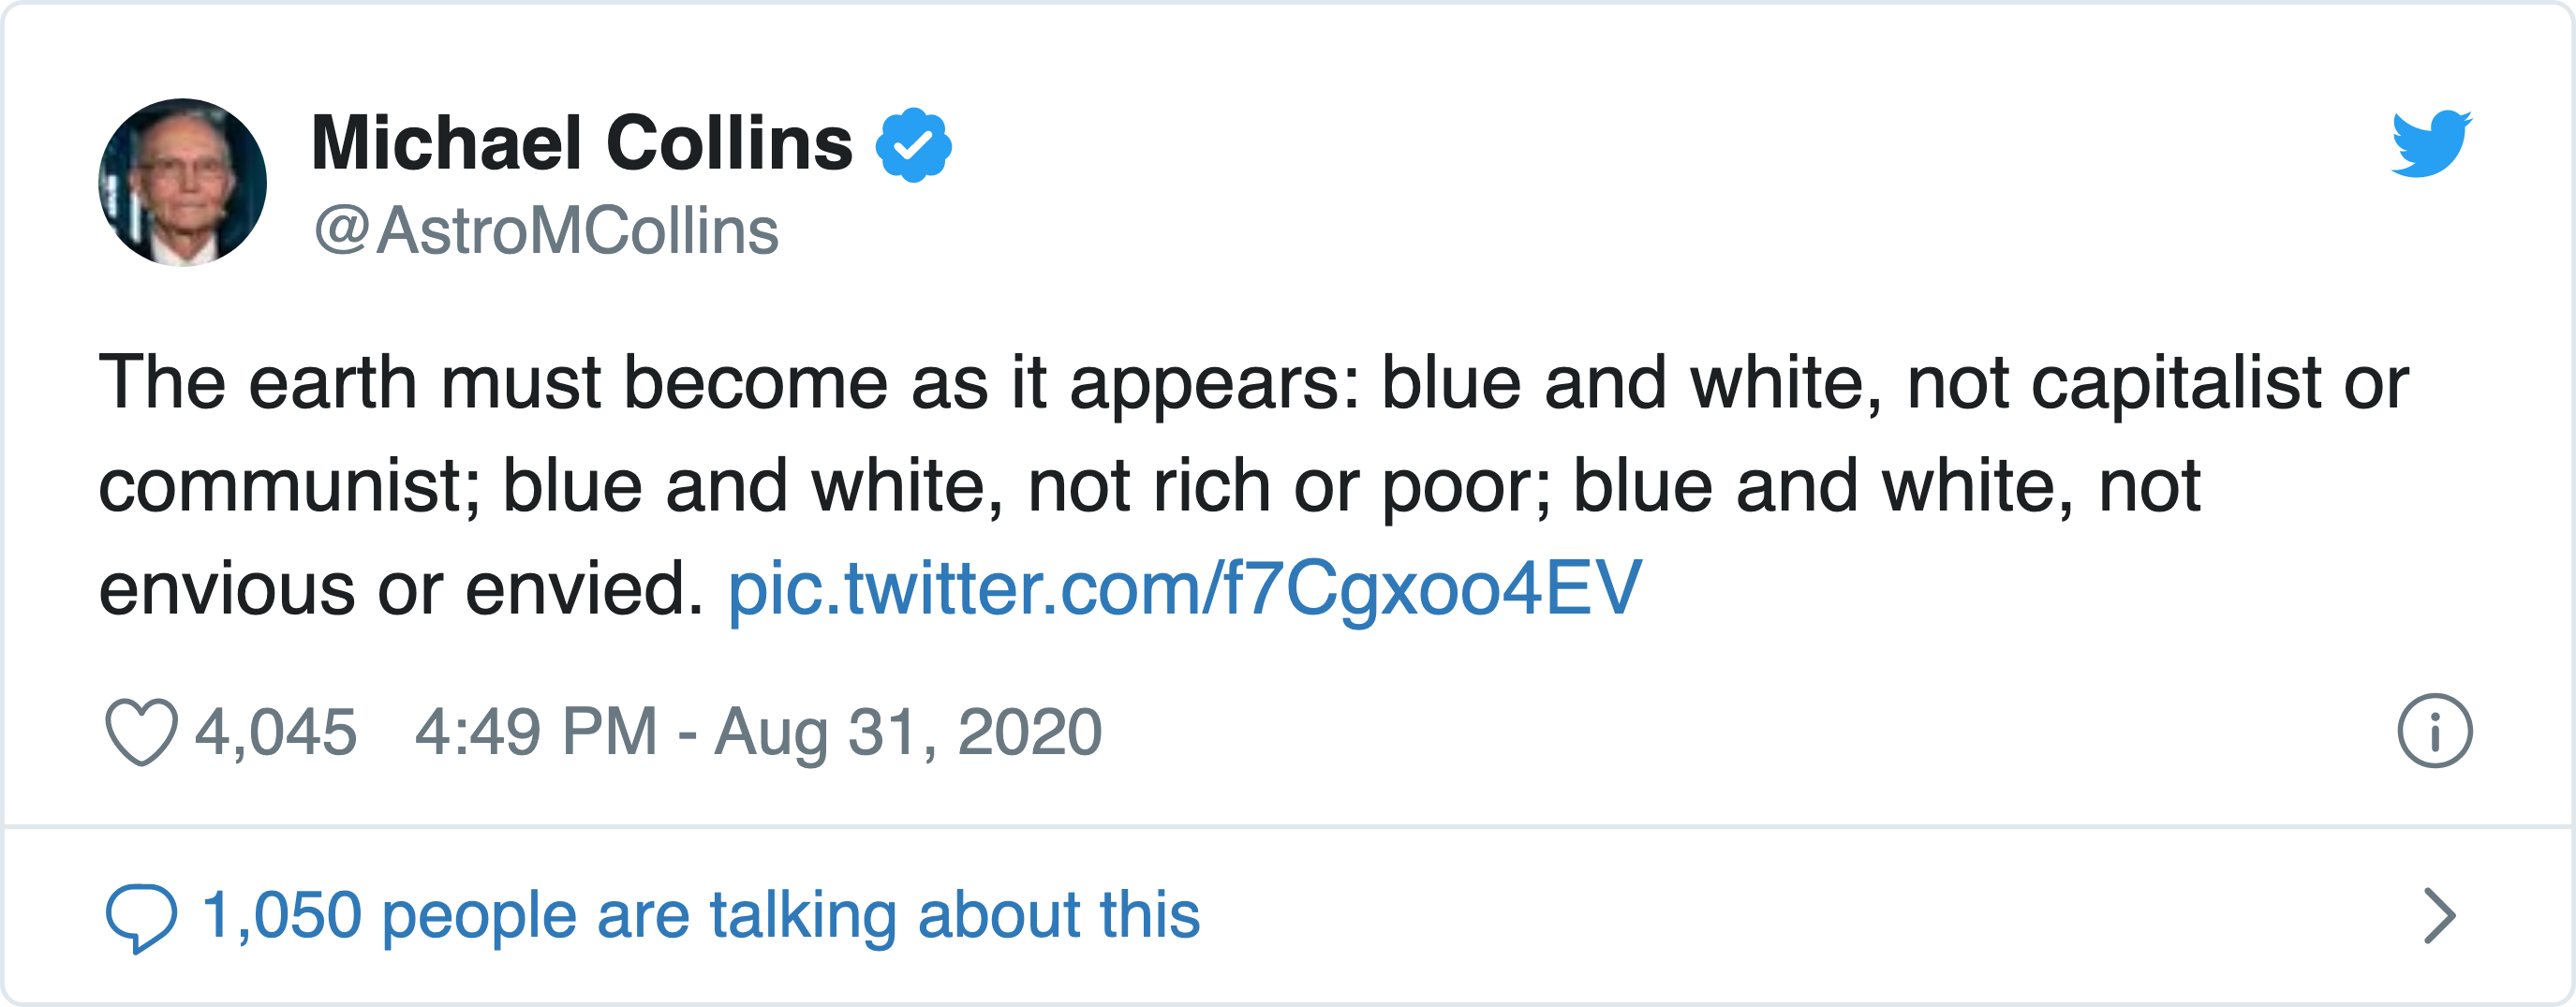 Michael Collins
@AstroMCollins
The earth must become as it appears: blue and white, not capitalist or
communist; blue and white, not rich or poor; blue and white, not
envious or envied. pic.twitter.com/f7Cgxoo4EV
4,045 4:49 PM - Aug 31, 2020
1,050 people are talking about this